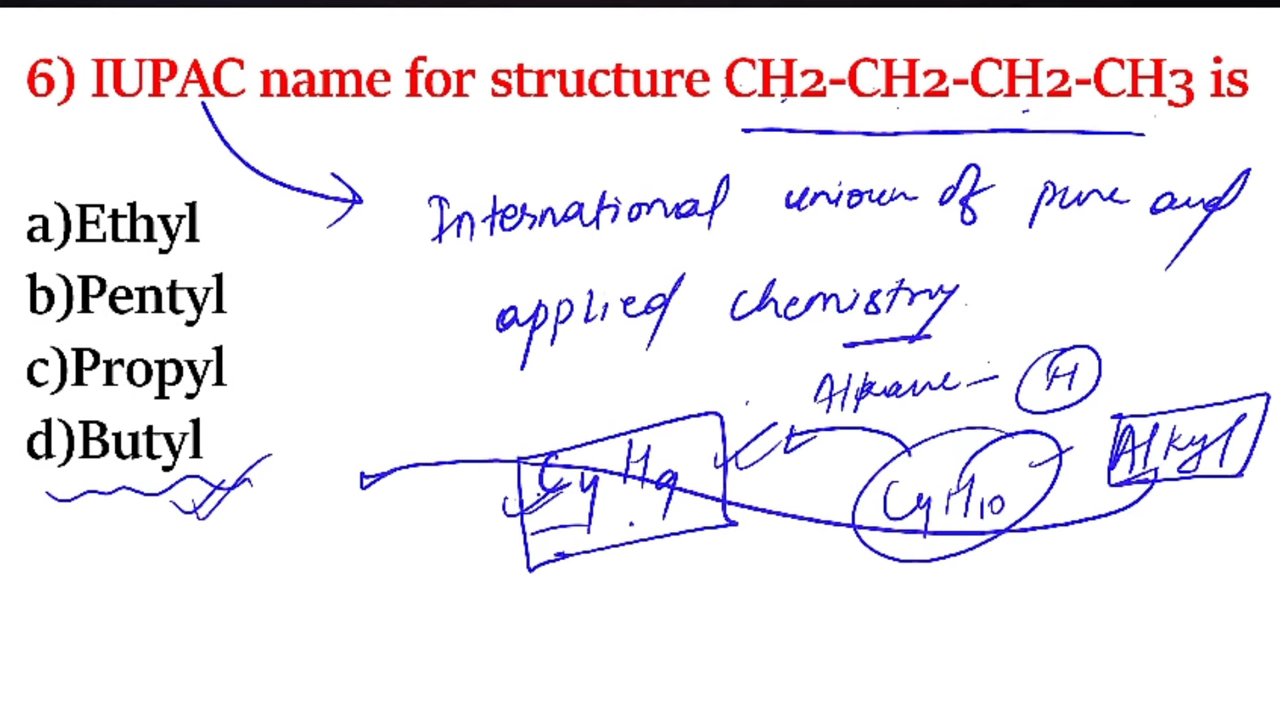 6) IUPAC name for structure CH2-CH2-CH2-CH3 is
International union of pure and
a)Ethyl
b)Pentyl
applied chemistry
c)Propyl
Alkane - H
d)Butyl
C4H9
C4H10
Alkyl